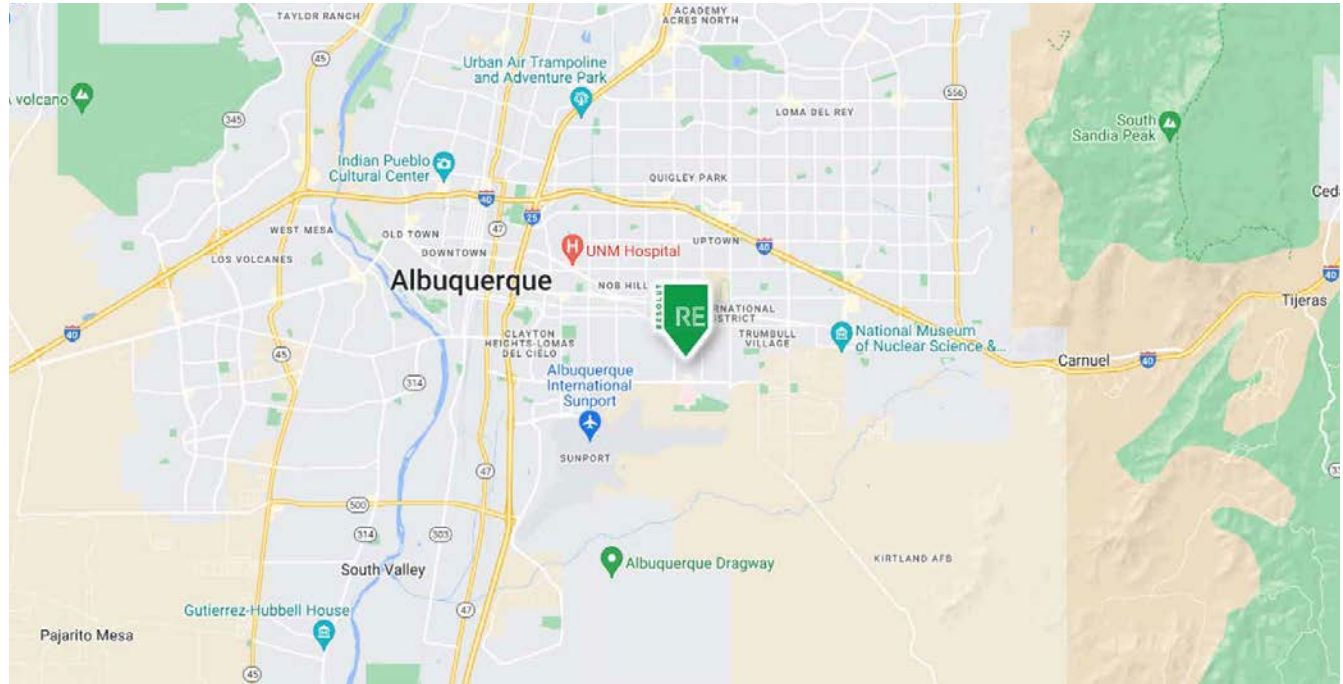 TAYLOR RANCH
ACADEMY
ACRES NORTH
45
Urban Air Trampoline
and Adventure Park
556
A volcano
345
LOMA DEL REY
South
Sandia Peak
Indian Pueblo
Cultural Center
QUIGLEY PARK
40
25
47
WEST MESA
OLD TOWN
DOWNTOWN
UPTOWN
40
LOS VOLCANES
H
UNM Hospital
40
Albuquerque
NOB HILL
Tijeras
RESOLUT
RE
40
CLAYTON
HEIGHTS-LOMAS
DEL CIELO
TRUMBULL
VILLAGE
National Museum
of Nuclear Science &...
45
Carnuel
40
314
Albuquerque
International
Sunport
SUNPORT
47
500
314
303
South Valley
Albuquerque Dragway
KIRTLAND AFB
Gutierrez-Hubbell House
47
Pajarito Mesa
45